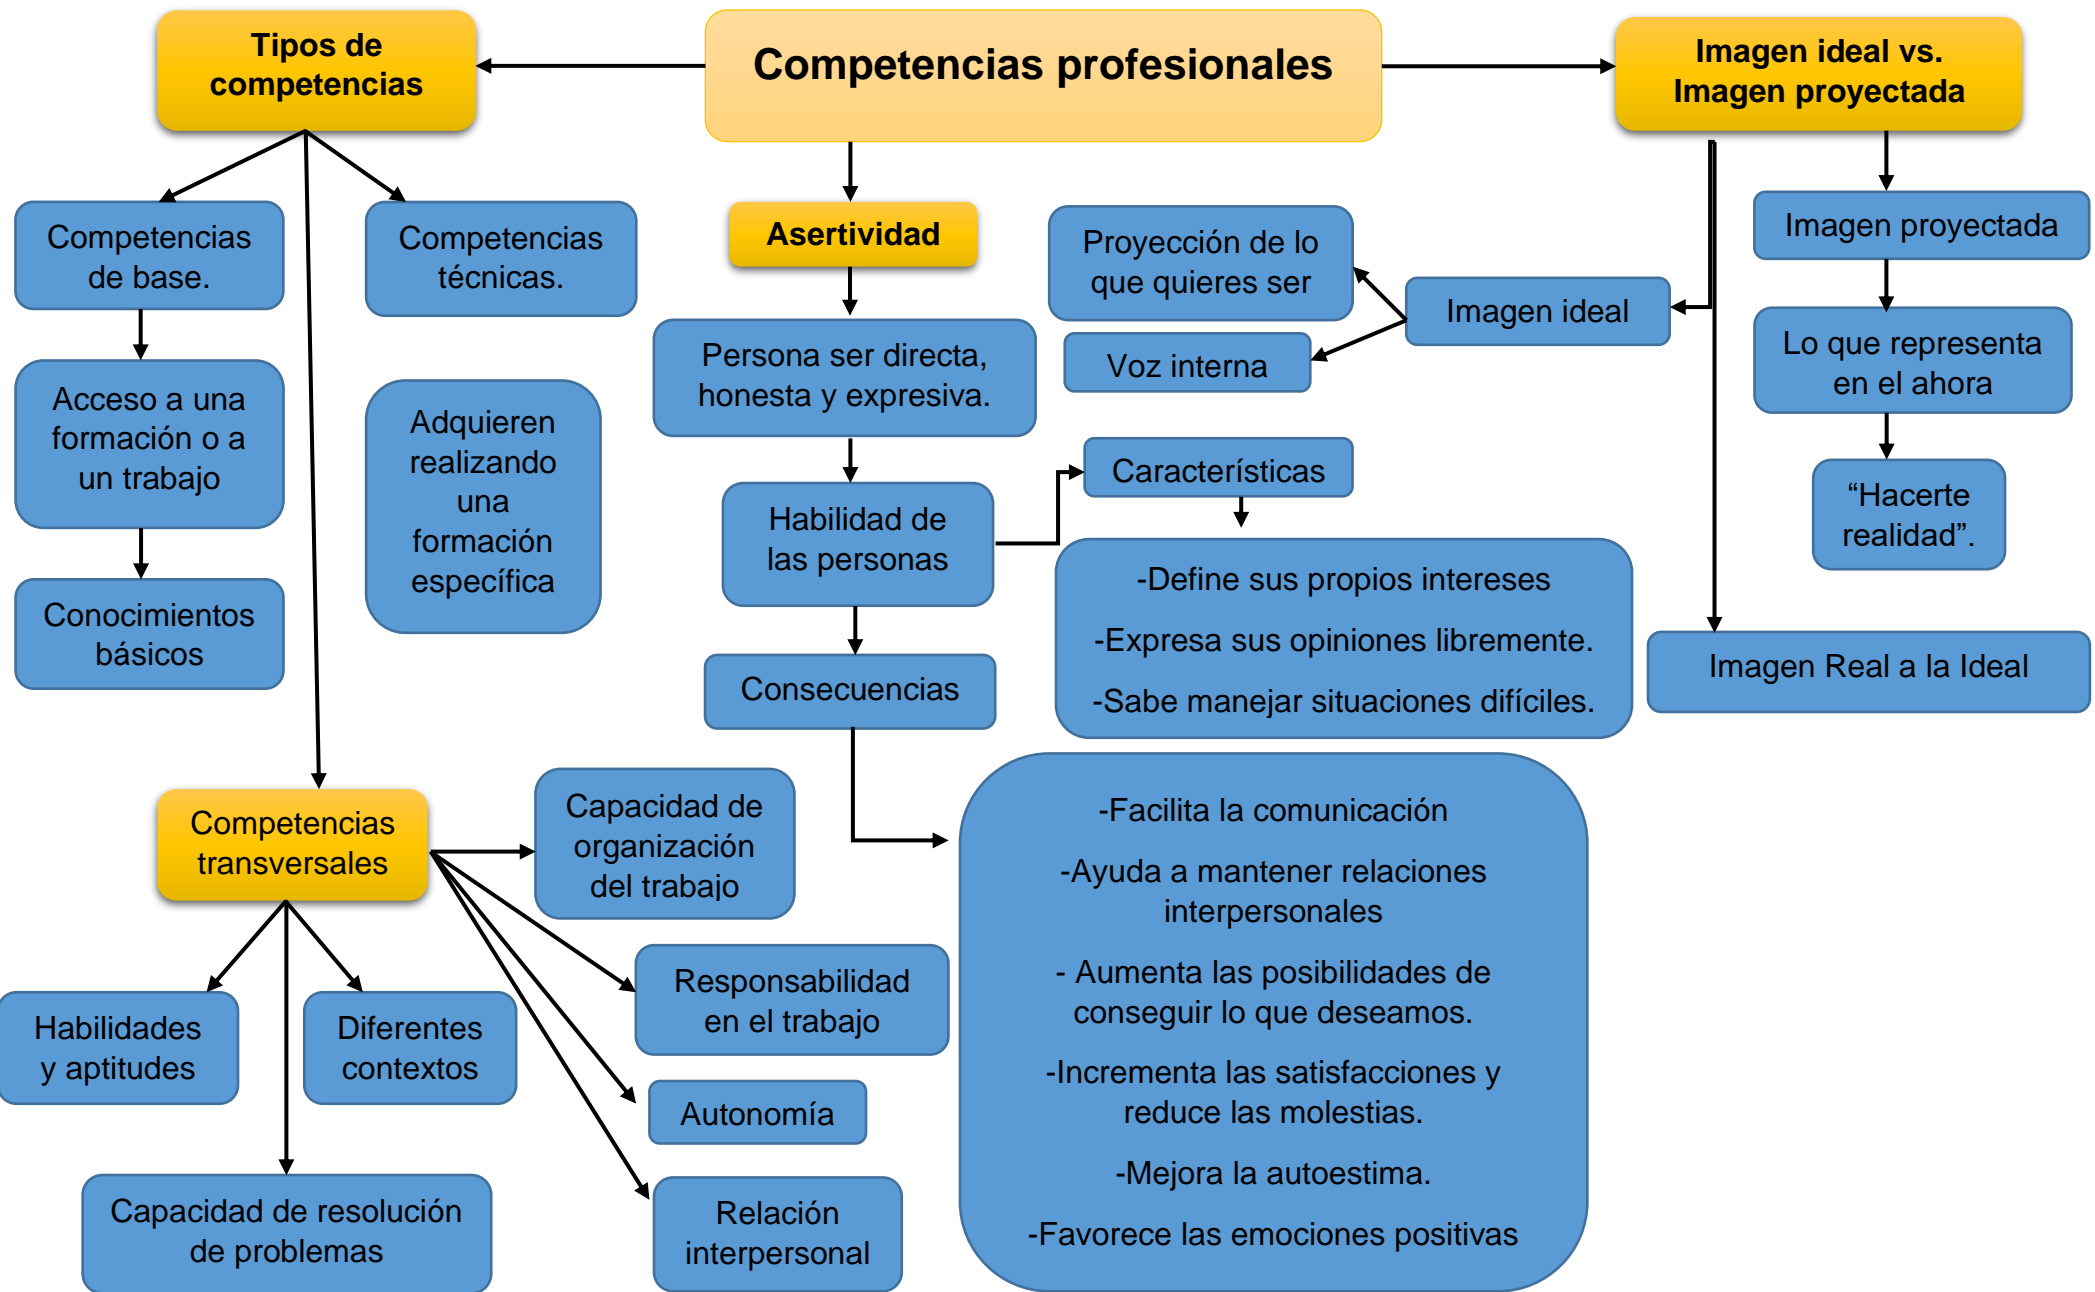 Tipos de
competencias
Competencias profesionales
Imagen ideal vs.
Imagen proyectada
Competencias
de base.
Competencias
técnicas.
Acceso a una
formación o a
un trabajo
Conocimientos
básicos
Adquieren
realizando
una
formación
específica
Asertividad
Persona ser directa,
honesta y expresiva.
Habilidad de
las personas
Características
-Define sus propios intereses
-Expresa sus opiniones libremente.
-Sabe manejar situaciones difíciles.
Consecuencias
-Facilita la comunicación
-Ayuda a mantener relaciones
interpersonales
- Aumenta las posibilidades de
conseguir lo que deseamos.
-Incrementa las satisfacciones y
reduce las molestias.
-Mejora la autoestima.
-Favorece las emociones positivas
Proyección de lo
que quieres ser
Voz interna
Imagen ideal
Imagen proyectada
Lo que representa
en el ahora
“Hacerte
realidad”.
Imagen Real a la Ideal
Competencias
transversales
Capacidad de
organización
del trabajo
Responsabilidad
en el trabajo
Autonomía
Relación
interpersonal
Habilidades
y aptitudes
Diferentes
contextos
Capacidad de resolución
de problemas